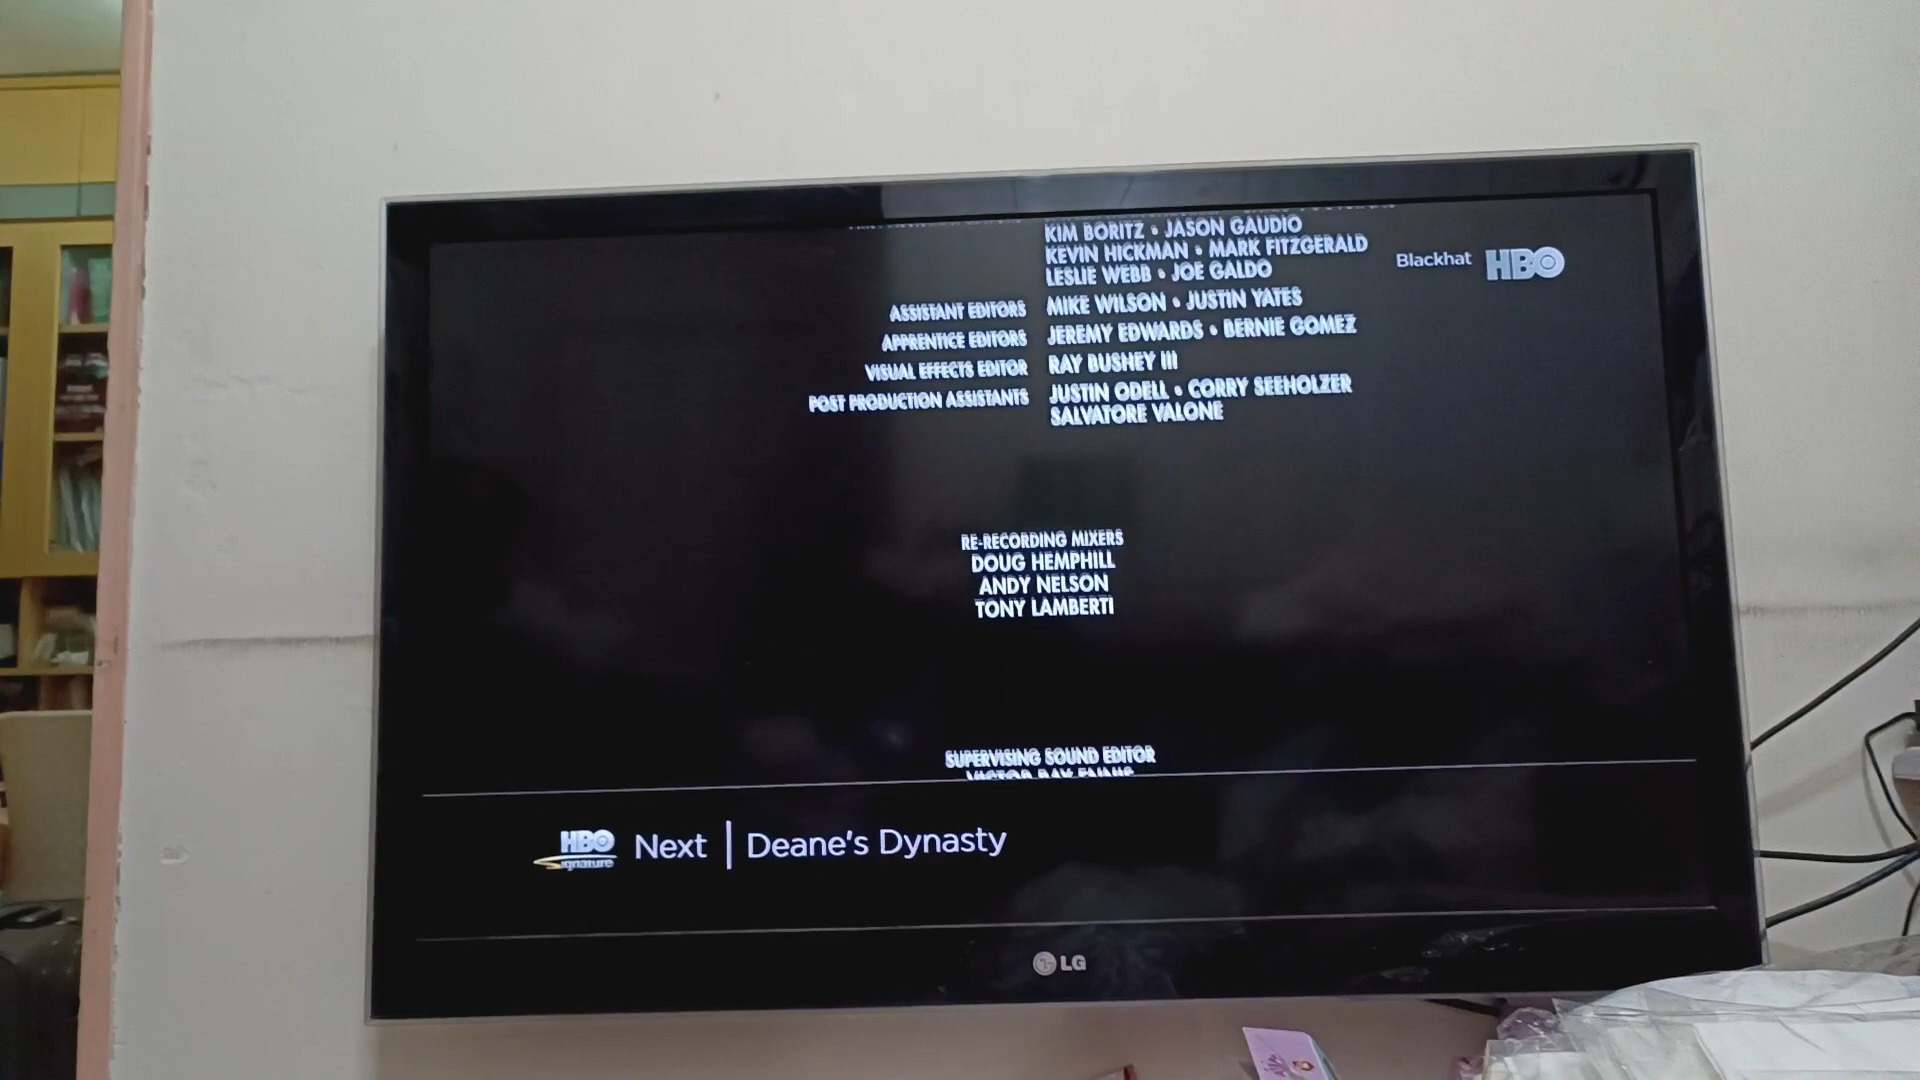 KIM BORITZ • JASON GAUDIO
KEVIN HICKMAN • MARK FITZGERALD
LESLIE WEBB • JOE GALDO
Blackhat HBO
ASSISTANT EDITORS MIKE WILSON • JUSTIN YATES
APPRENTICE EDITORS JEREMY EDWARDS • BERNIE GOMEZ
VISUAL EFFECTS EDITOR RAY BUSHEY III
POST PRODUCTION ASSISTANTS JUSTIN ODELL • CORRY SEEHOLZER
SALVATORE VALONE
RE-RECORDING MIXERS
DOUG HEMPHILL
ANDY NELSON
TONY LAMBERTI
SUPERVISING SOUND EDITOR
HBO Signature Next | Deane's Dynasty
LG